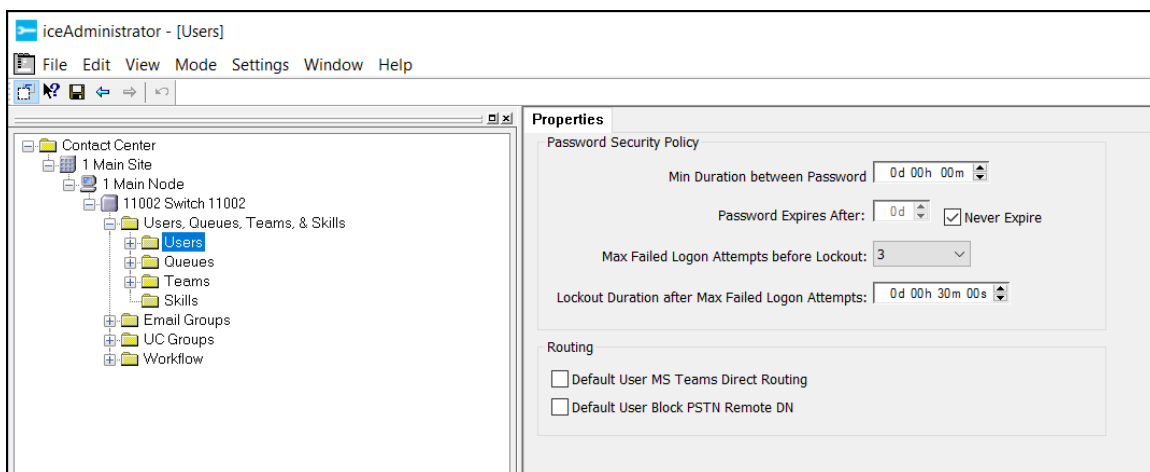 iceAdministrator - [Users]
File Edit View Mode Settings Window Help
Contact Center
1 Main Site
1 Main Node
11002 Switch 11002
Users, Queues, Teams, & Skills
Users
Queues
Teams
Skills
Email Groups
UC Groups
Workflow
Properties
Password Security Policy
Min Duration between Password 0d 00h 00m
Password Expires After: 0d Never Expire
Max Failed Logon Attempts before Lockout: 3
Lockout Duration after Max Failed Logon Attempts: 0d 00h 30m 00s
Routing
Default User MS Teams Direct Routing
Default User Block PSTN Remote DN